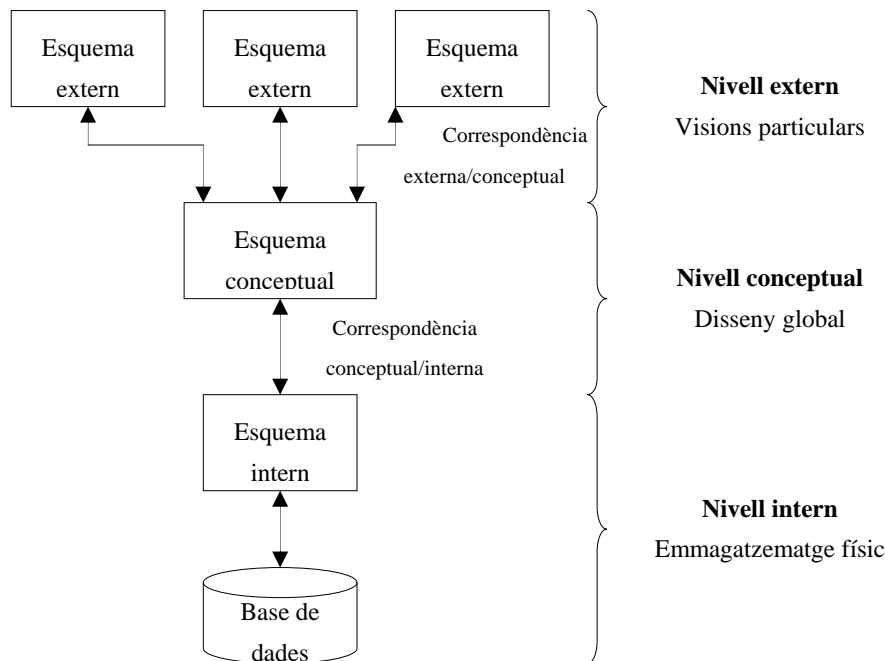 Esquema
extern
Esquema
extern
Esquema
extern
Nivell extern
Visions particulars
Correspondència
externa/conceptual
Esquema
conceptual
Nivell conceptual
Disseny global
Correspondència
conceptual/interna
Esquema
intern
Nivell intern
Emmagatzematge físic
Base de
dades